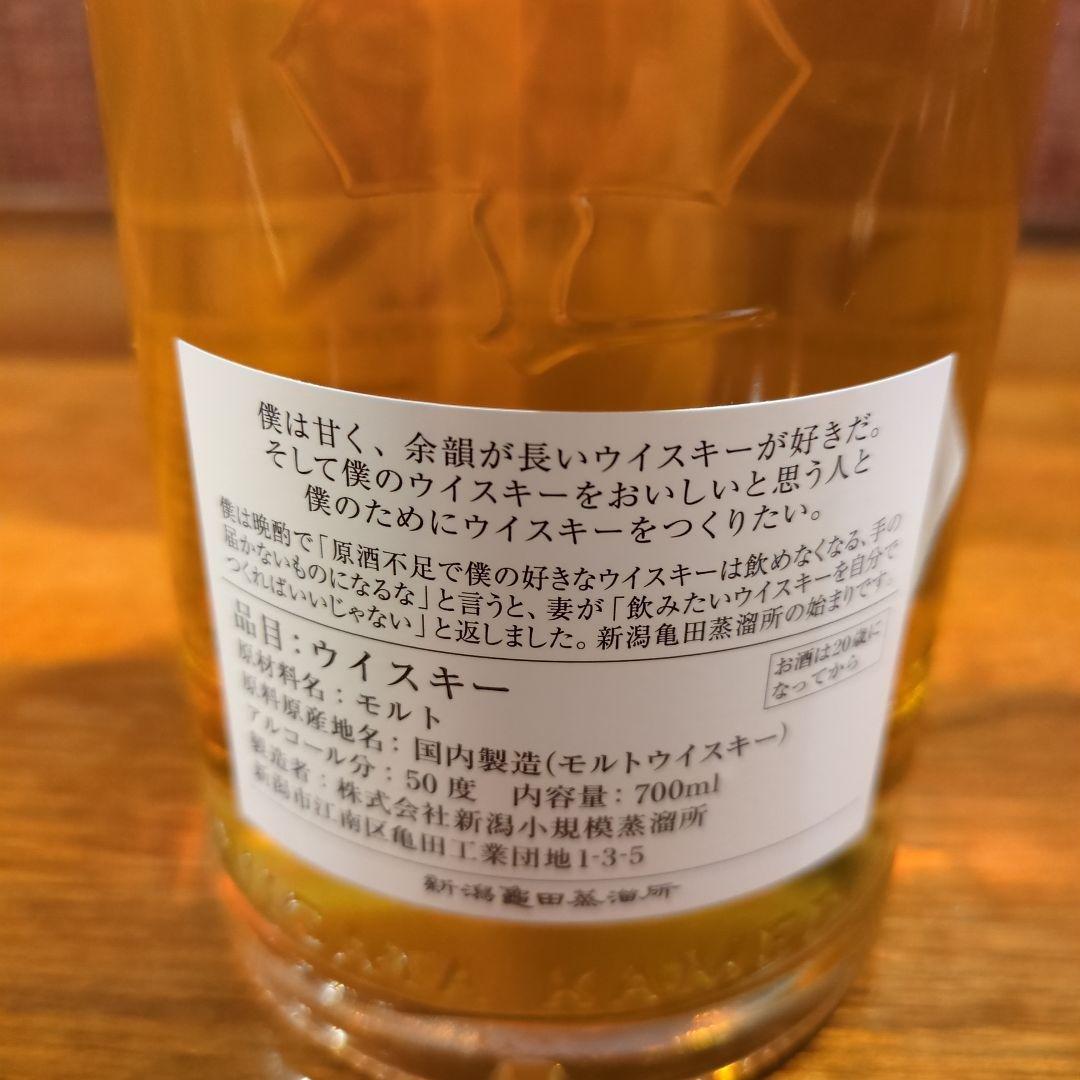 僕は甘く、余韻が長いウイスキーが好きだ。
そして僕のウイスキーをおいしいと思う人と
僕のためにウイスキーをつくりたい。
僕は晩酌で「原酒不足で僕の好きなウイスキーは飲めなくなる、手の
届かないものになるな」と言うと、妻が「飲みたいウイスキーを自分で
つくればいいじゃない」と返しました。新潟亀田蒸溜所の始まりです。
品目：ウイスキー
お酒は20歳に
なってから
原材料名：モルト
原料原産地名：国内製造(モルトウイスキー)
アルコール分：50度 内容量：700ml
製造者：株式会社新潟小規模蒸溜所
新潟市江南区亀田工業団地1-3-5
新潟亀田蒸溜所
NIIGATA KAMED